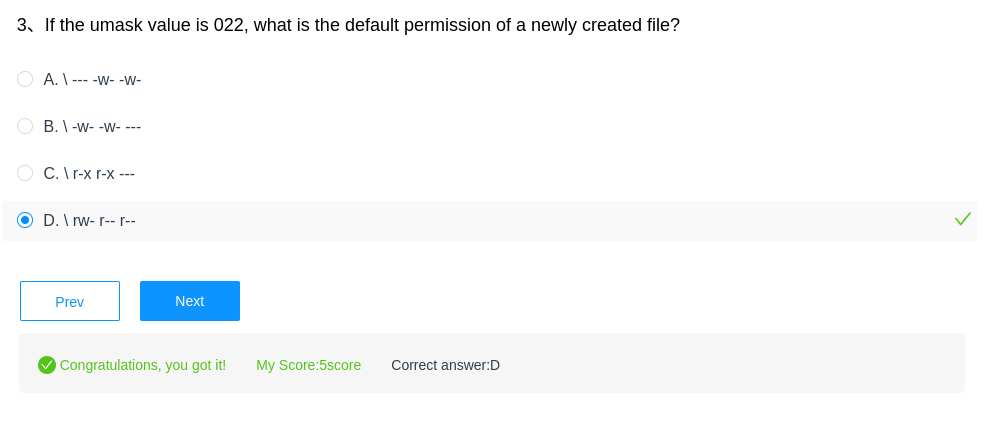 3、If the umask value is 022, what is the default permission of a newly created file?
A. \ --- -w- -w-
B. \ -w- -w- ---
C. \ r-x r-x ---
D. \ rw- r-- r--
Prev Next
Congratulations, you got it! My Score:5score Correct answer:D